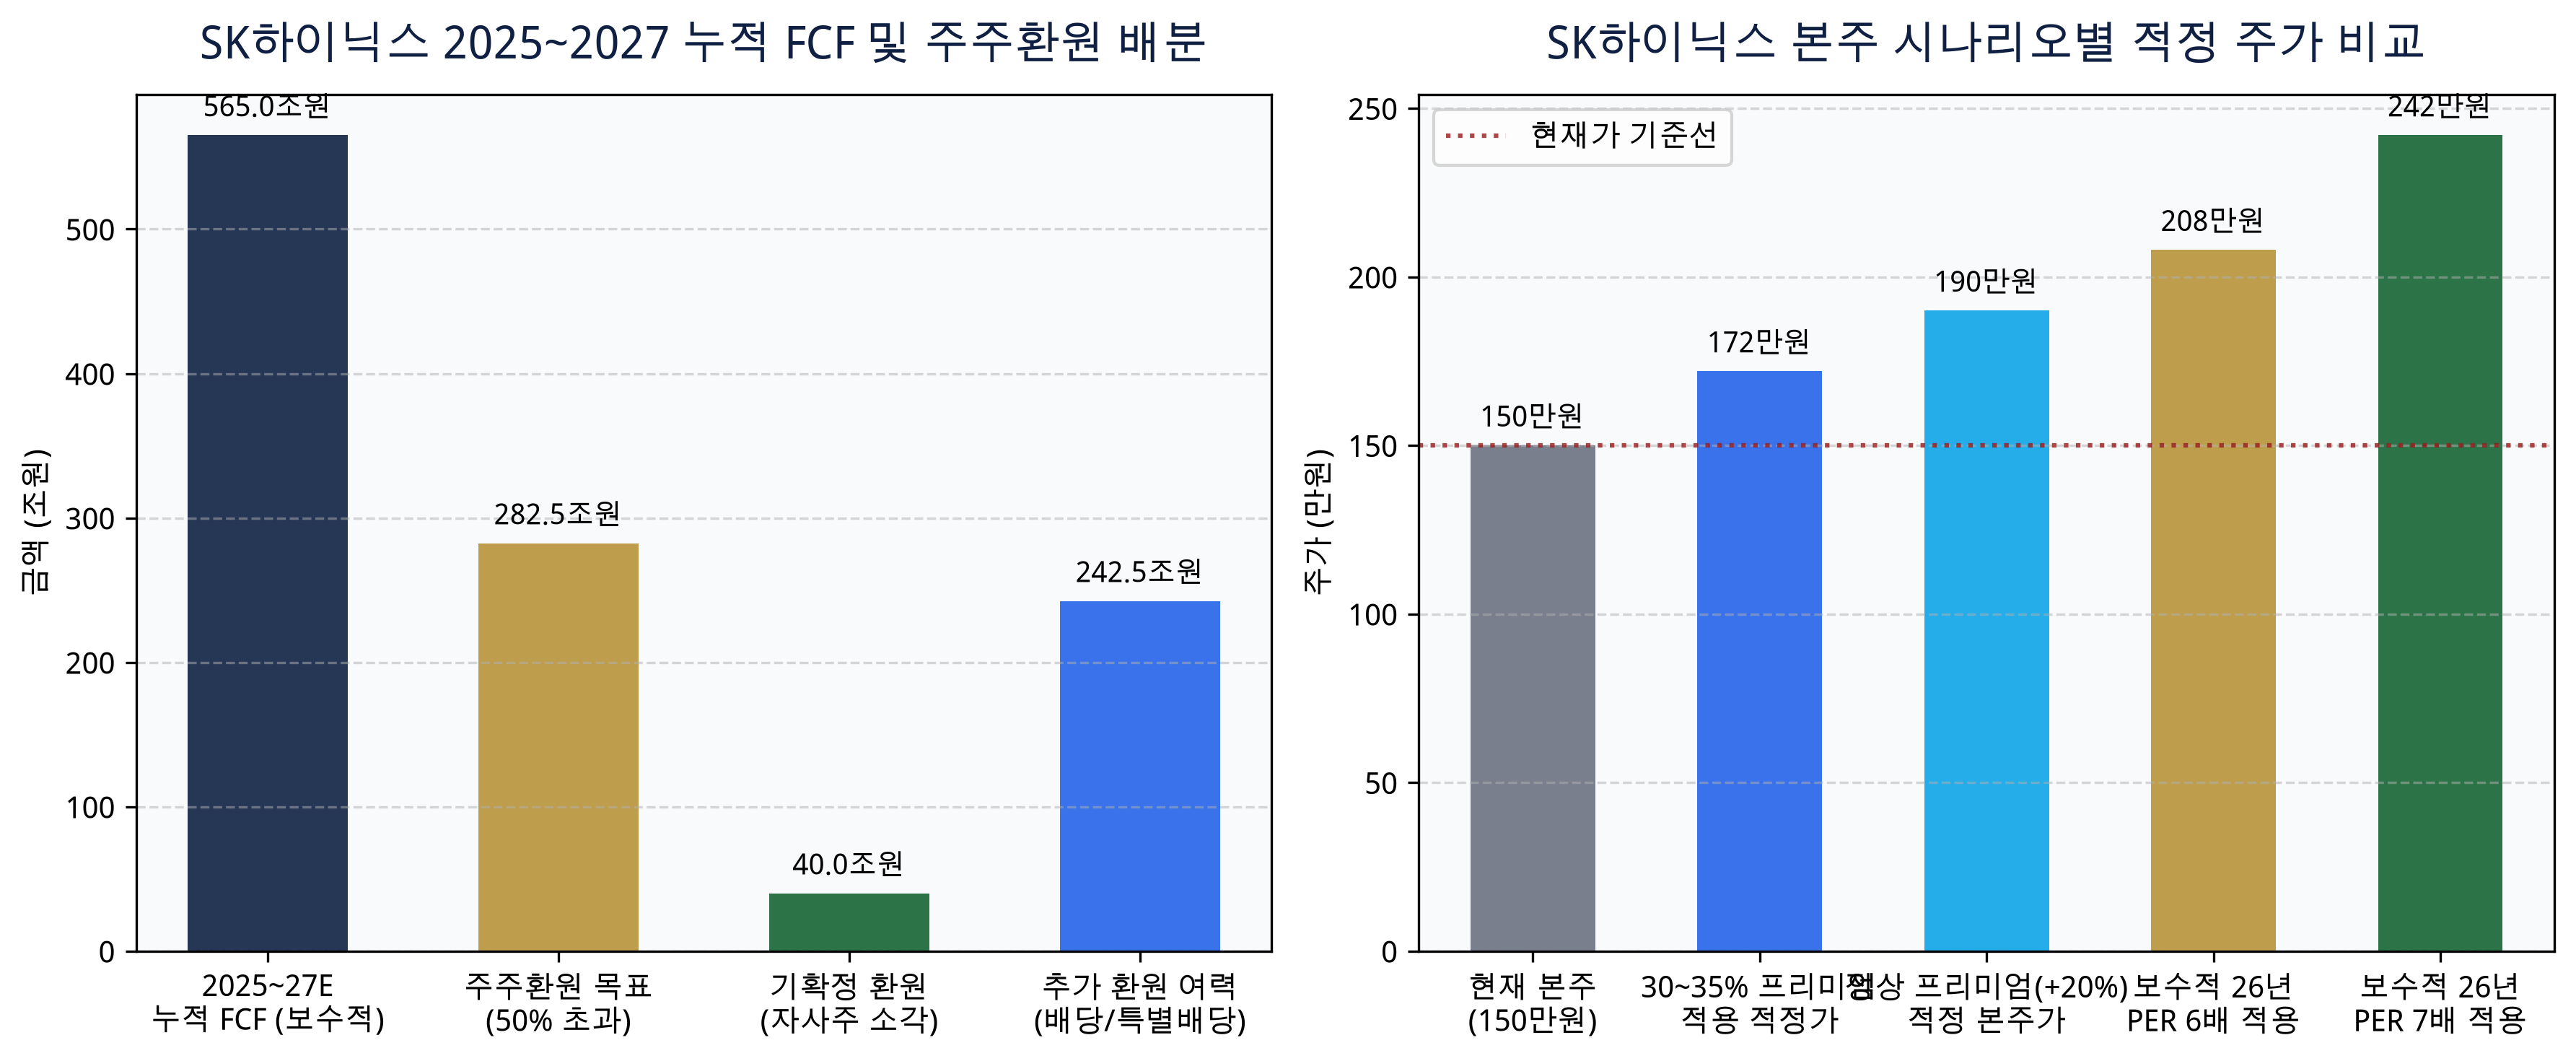 SK하이닉스 2025~2027 누적 FCF 및 주주환원 배분
565.0조원
282.5조원
40.0조원
242.5조원
500
400
300
200
100
0
금액 (조원)
2025~27E
누적 FCF (보수적)
주주환원 목표
(50% 초과)
기확정 환원
(자사주 소각)
추가 환원 여력
(배당/특별배당)
SK하이닉스 본주 시나리오별 적정 주가 비교
현재가 기준선
150만원
172만원
190만원
208만원
242만원
250
200
150
100
50
0
주가 (만원)
현재 본주
(150만원)
30~35% 프리미엄
적용 적정가
정상 프리미엄(+20%)
적정 본주가
보수적 26년
PER 6배 적용
보수적 26년
PER 7배 적용